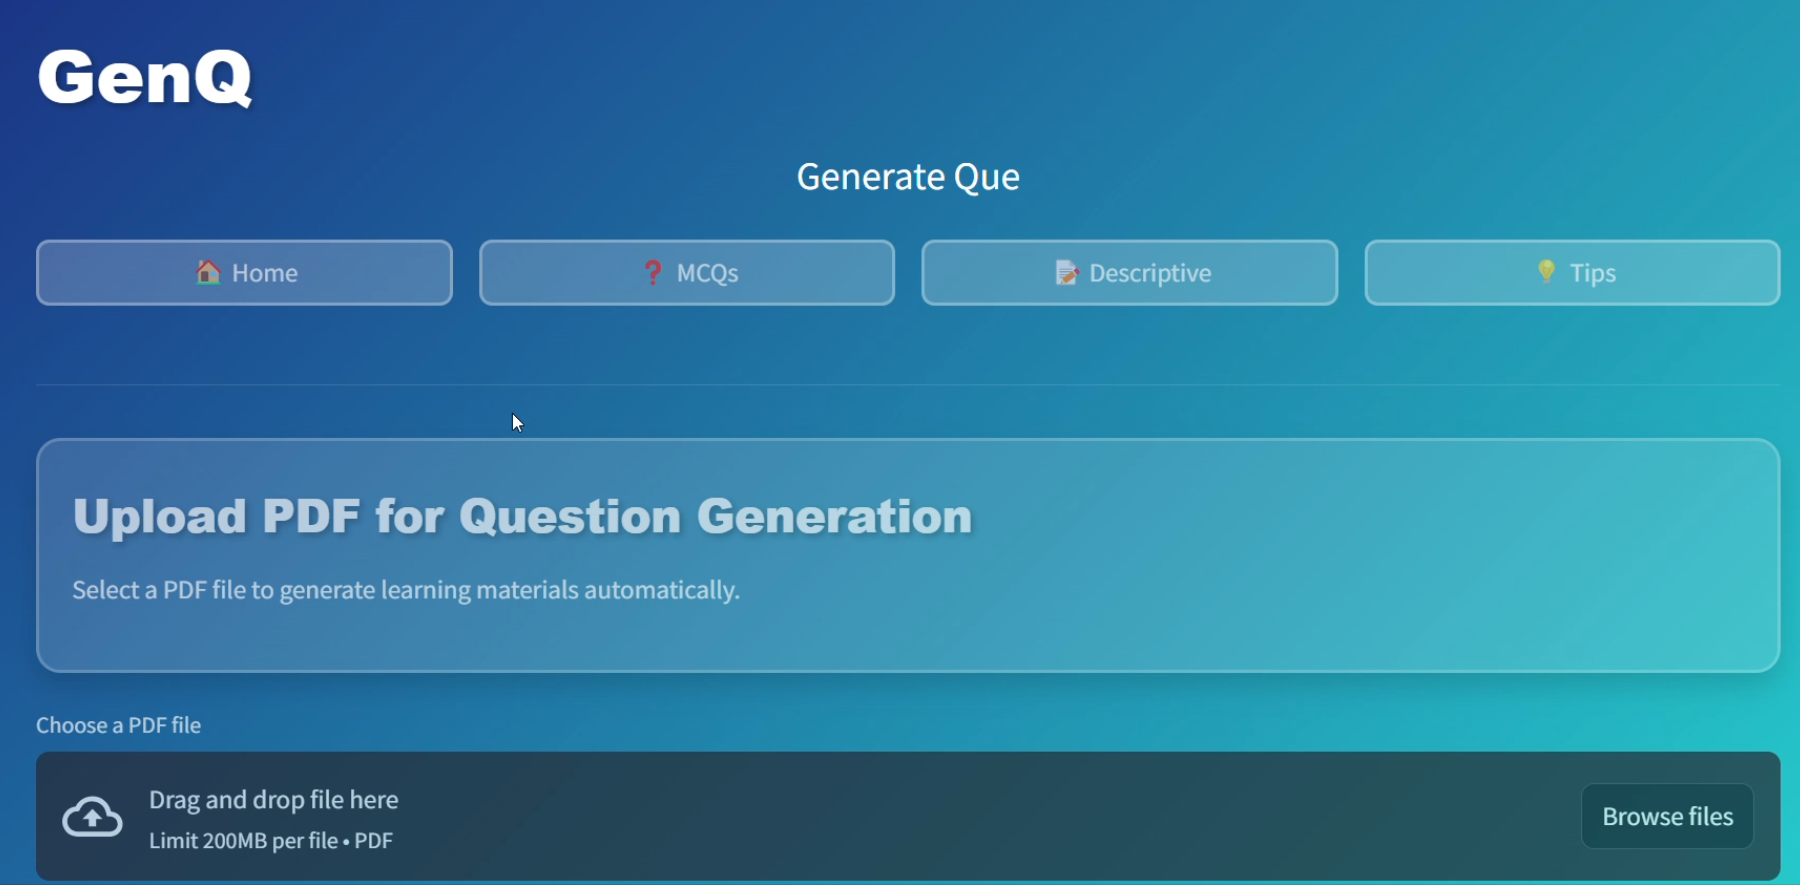 GenQ
Generate Que
🏠 Home
❓ MCQs
📝 Descriptive
💡 Tips
Upload PDF for Question Generation
Select a PDF file to generate learning materials automatically.
Choose a PDF file
Drag and drop file here
Limit 200MB per file • PDF
Browse files